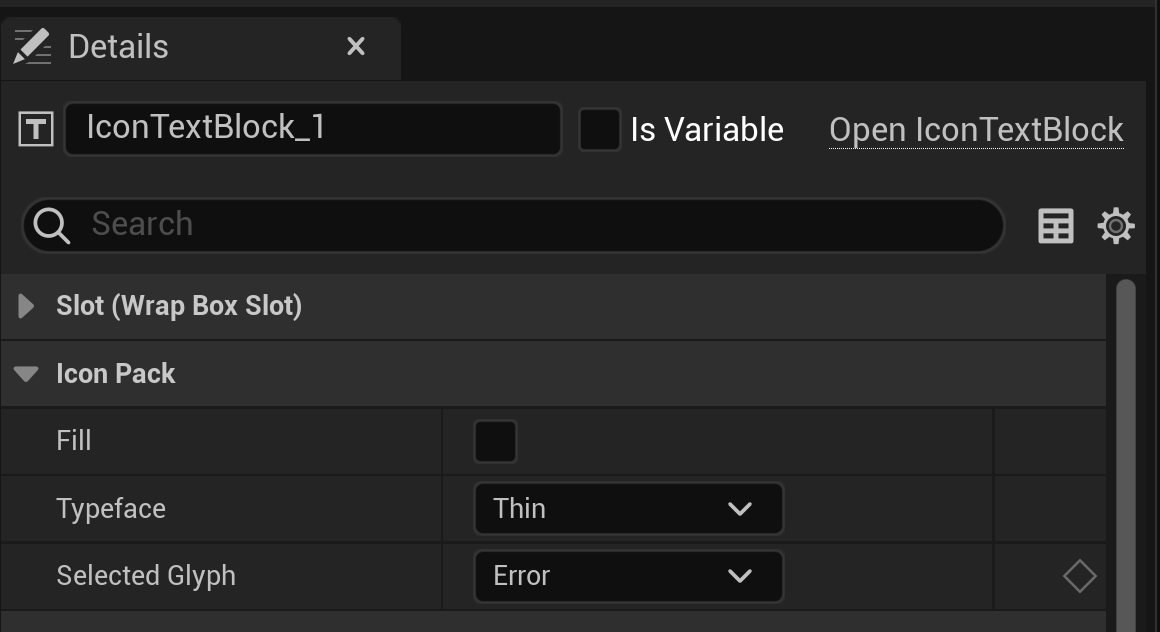 Details
IconTextBlock_1
Is Variable
Open IconTextBlock
Search
Slot (Wrap Box Slot)
Icon Pack
Fill
Typeface
Thin
Selected Glyph
Error